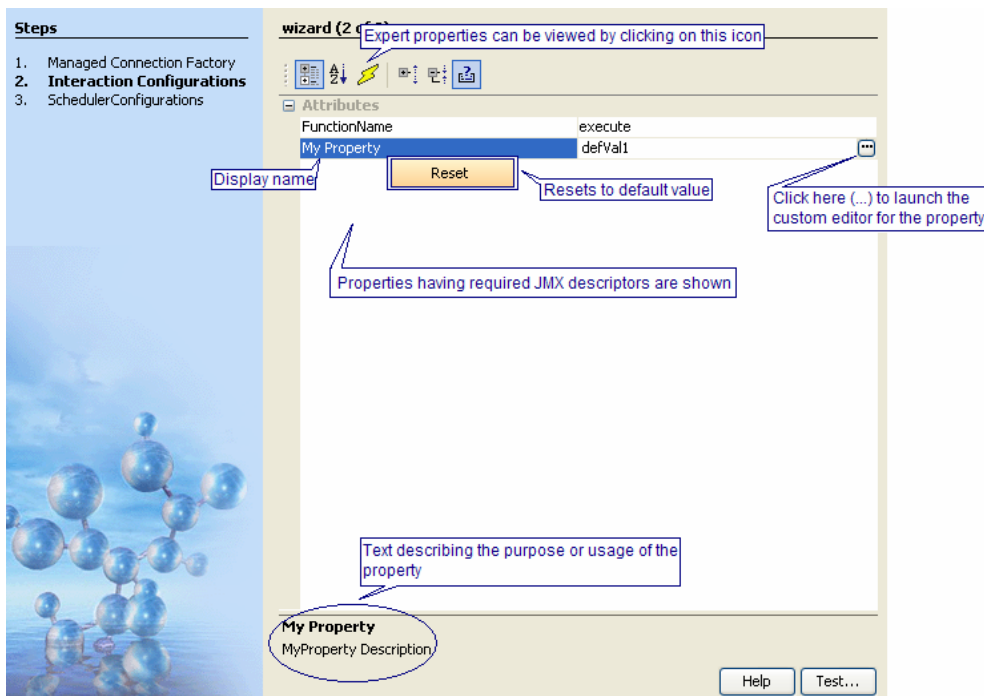 Steps
1. Managed Connection Factory
2. Interaction Configurations
3. SchedulerConfigurations
wizard (2 of
Expert properties can be viewed by clicking on this icon
Attributes
FunctionName execute
My Property defVal1
Display name
Reset
Resets to default value
Click here (...) to launch the
custom editor for the property
Properties having required JMX descriptors are shown
Text describing the purpose or usage of the
property
My Property
MyProperty Description
Help Test...